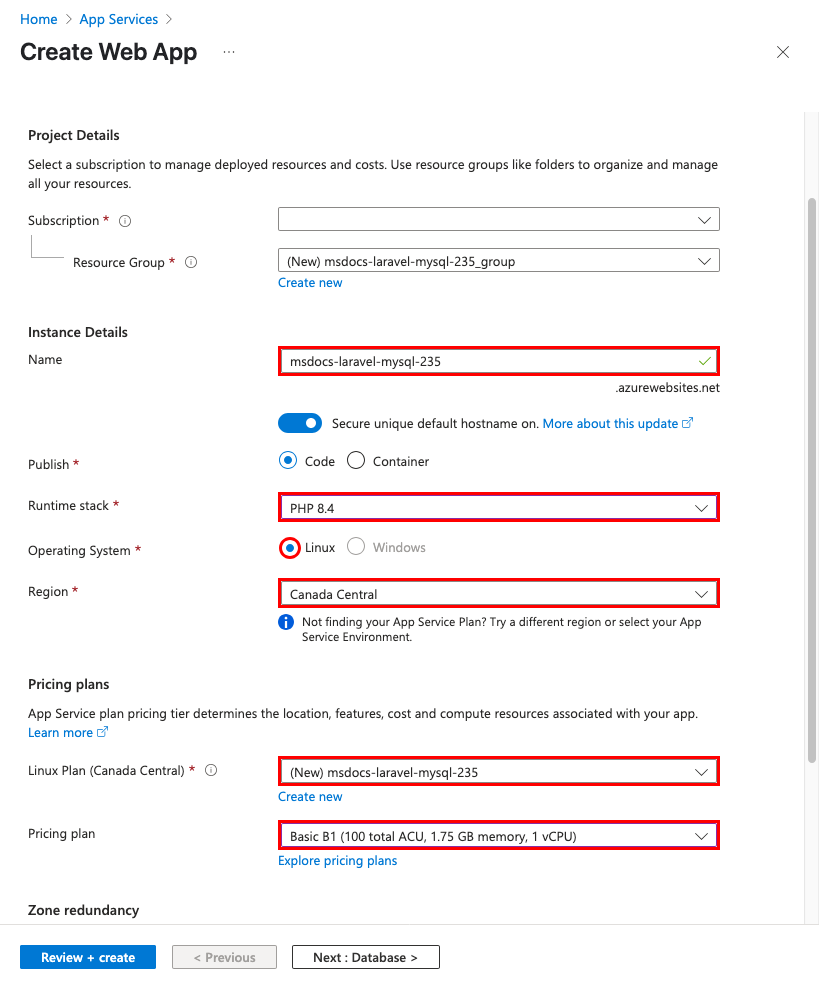 Home > App Services >
Create Web App ...
Project Details
Select a subscription to manage deployed resources and costs. Use resource groups like folders to organize and manage
all your resources.
Subscription *
Resource Group *
(New) msdocs-laravel-mysql-235_group
Create new
Instance Details
Name
msdocs-laravel-mysql-235
.azurewebsites.net
Secure unique default hostname on. More about this update
Publish *
Code
Container
Runtime stack *
PHP 8.4
Operating System *
Linux
Windows
Region *
Canada Central
Not finding your App Service Plan? Try a different region or select your App
Service Environment.
Pricing plans
App Service plan pricing tier determines the location, features, cost and compute resources associated with your app.
Learn more
Linux Plan (Canada Central) *
(New) msdocs-laravel-mysql-235
Create new
Pricing plan
Basic B1 (100 total ACU, 1.75 GB memory, 1 vCPU)
Explore pricing plans
Zone redundancy
Review + create
< Previous
Next : Database >